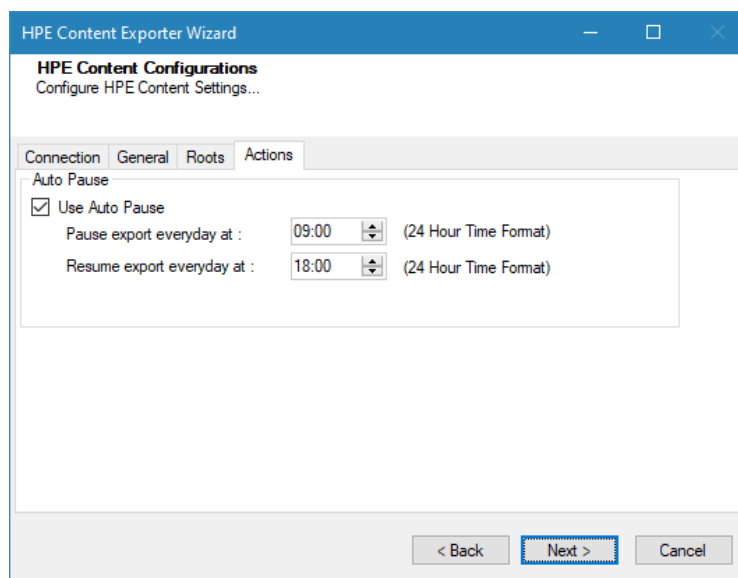 HPE Content Exporter Wizard
HPE Content Configurations
Configure HPE Content Settings...
Connection General Roots Actions
Auto Pause
Use Auto Pause
Pause export everyday at : 09:00 (24 Hour Time Format)
Resume export everyday at : 18:00 (24 Hour Time Format)
< Back Next > Cancel